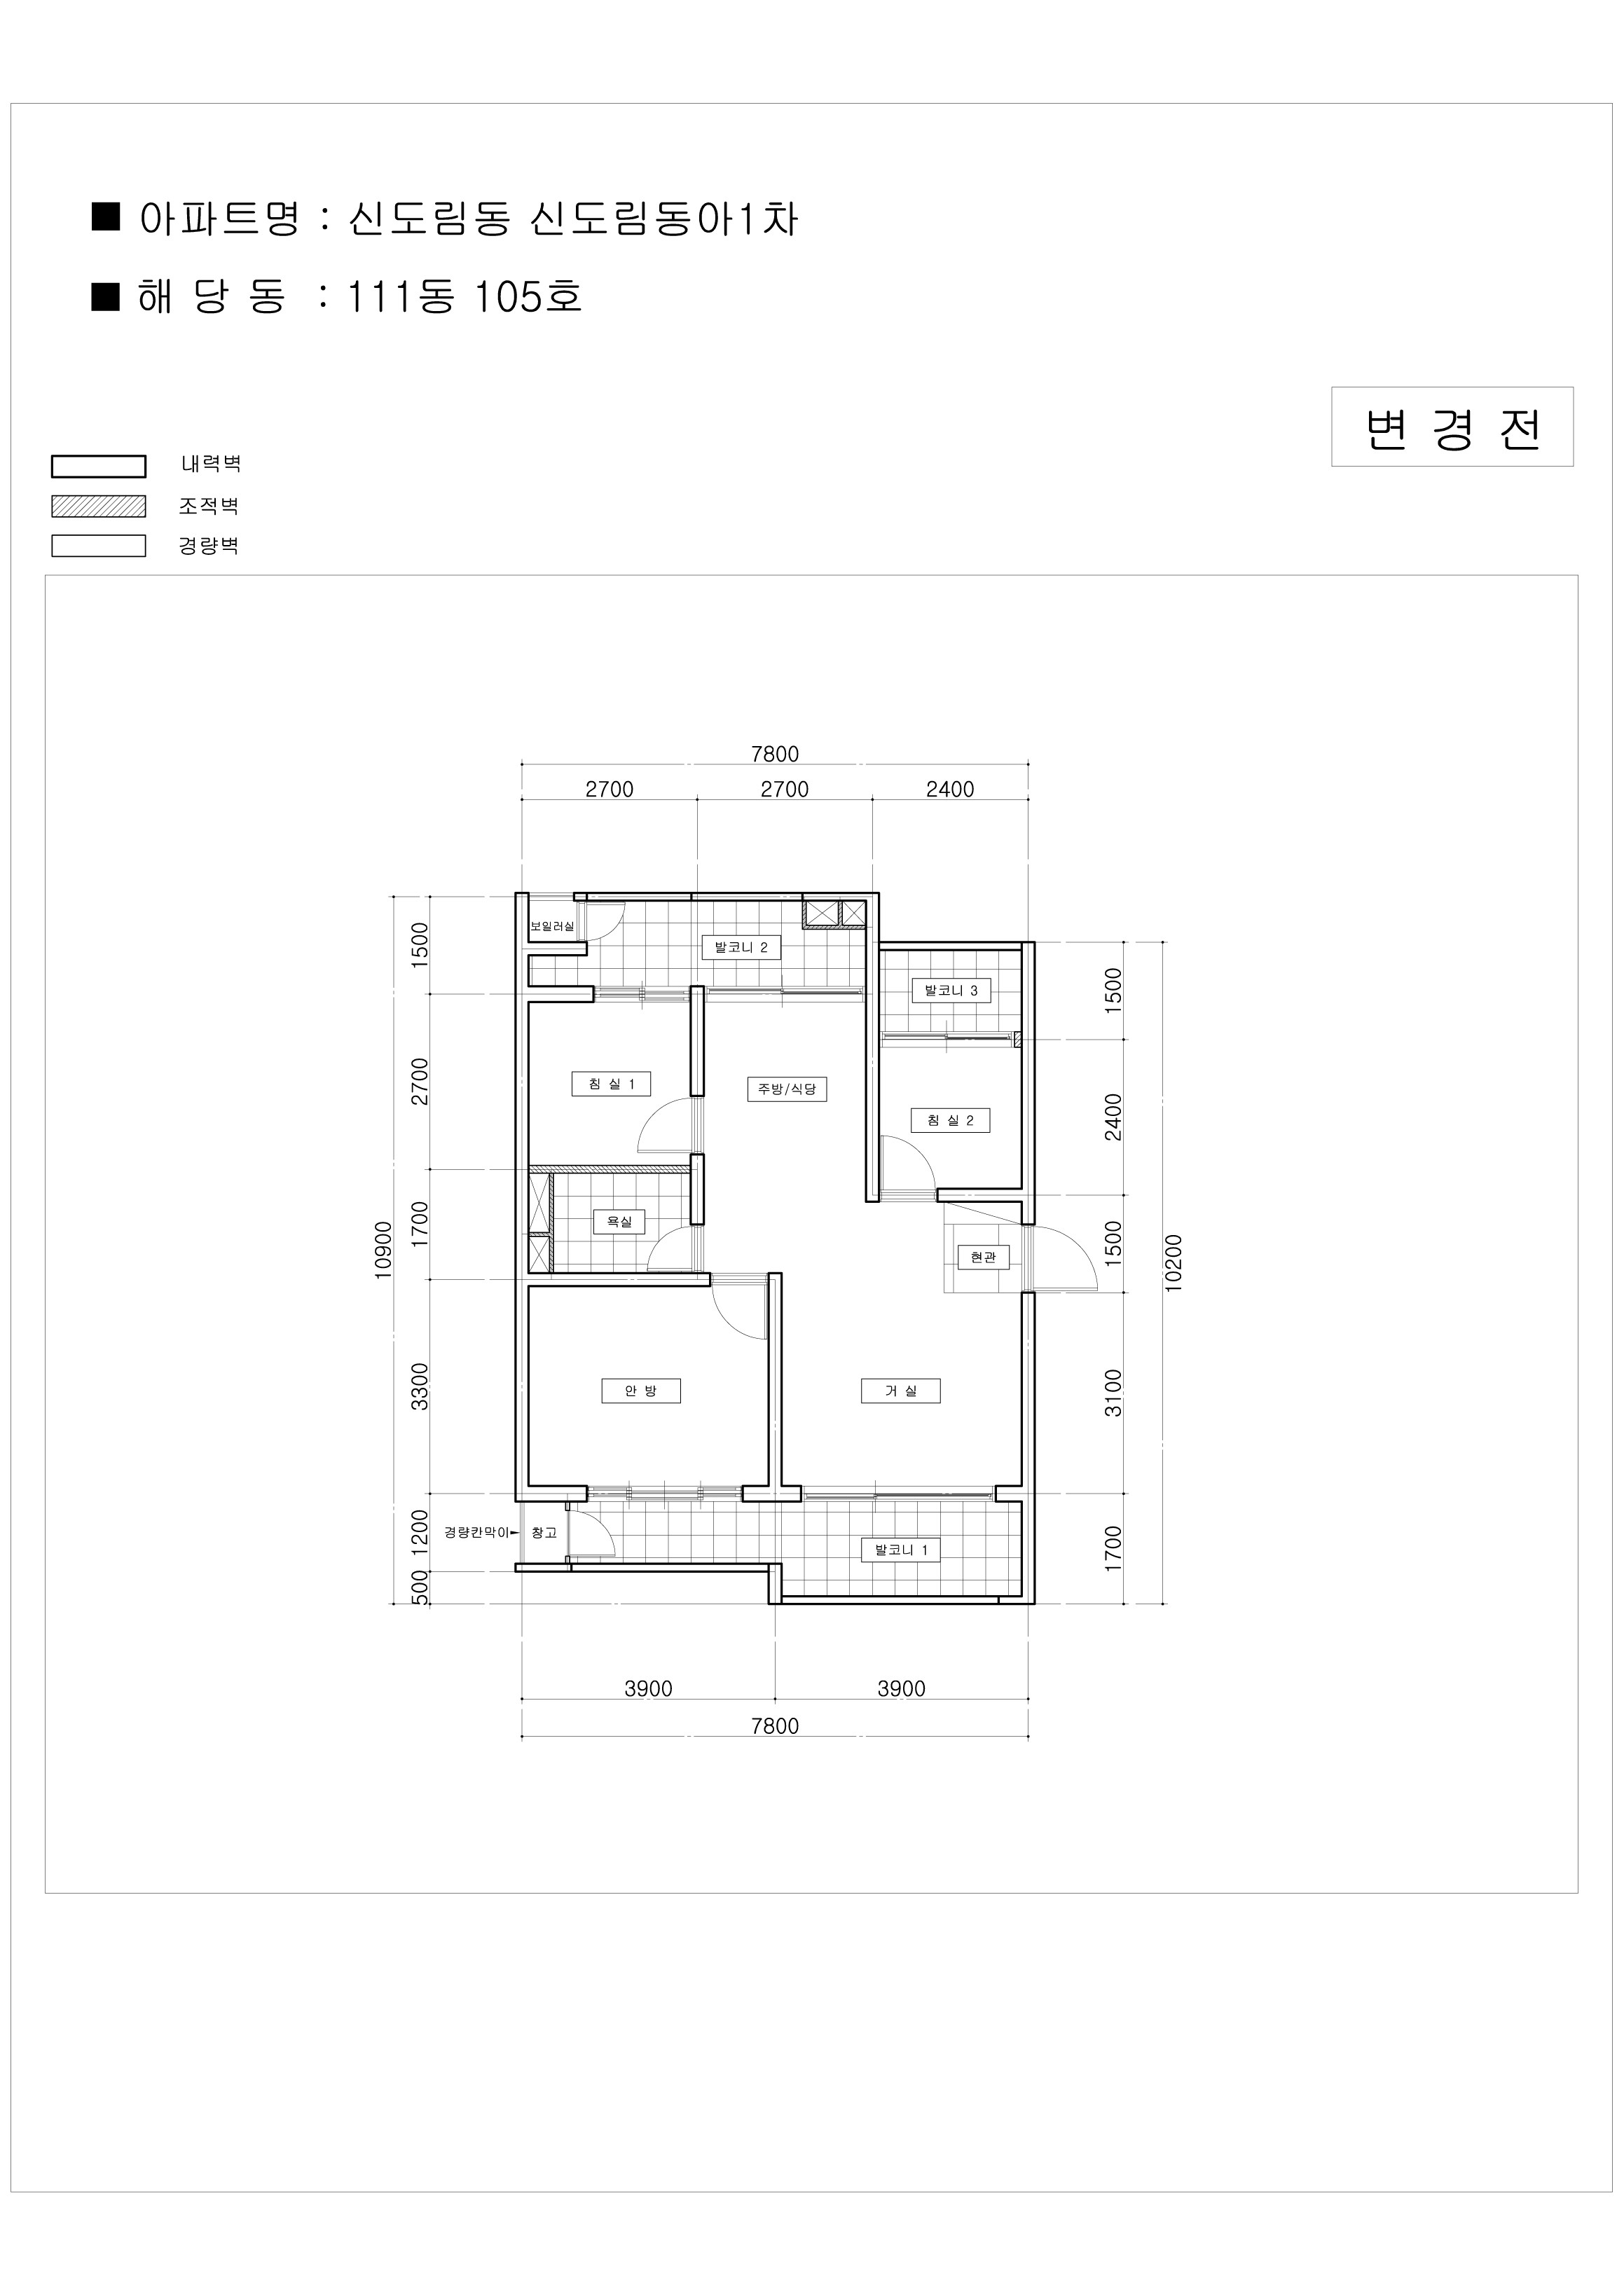 ■ 아파트명 : 신도림동 신도림동아1차
■ 해 당 동 : 111동 105호
변 경 전
내력벽
조적벽
경량벽
7800
2700 2700 2400
보일러실
발코니 2
발코니 3
침 실 1
주방/식당
침 실 2
욕실
현관
안 방
거 실
경량칸막이
창고
발코니 1
10900
1500
2700
1700
3300
1200
500
1500
2400
1500
3100
1700
10200
3900 3900
7800